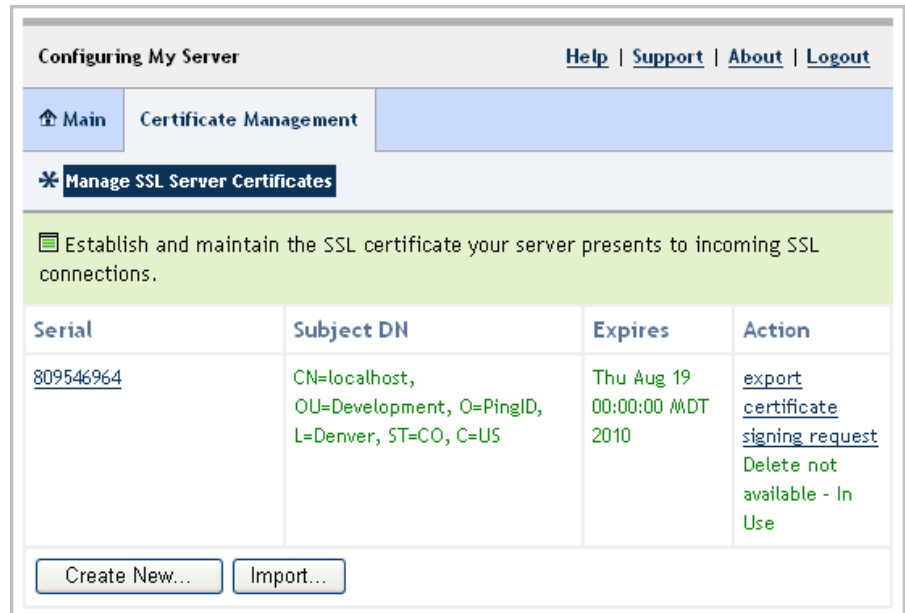 Configuring My Server
Help | Support | About | Logout
Main
Certificate Management
Manage SSL Server Certificates
Establish and maintain the SSL certificate your server presents to incoming SSL
connections.
Serial
Subject DN
Expires
Action
809546964
CN=localhost,
OU=Development, O=PingID,
L=Denver, ST=CO, C=US
Thu Aug 19
00:00:00 MDT
2010
export
certificate
signing request
Delete not
available - In
Use
Create New...
Import...